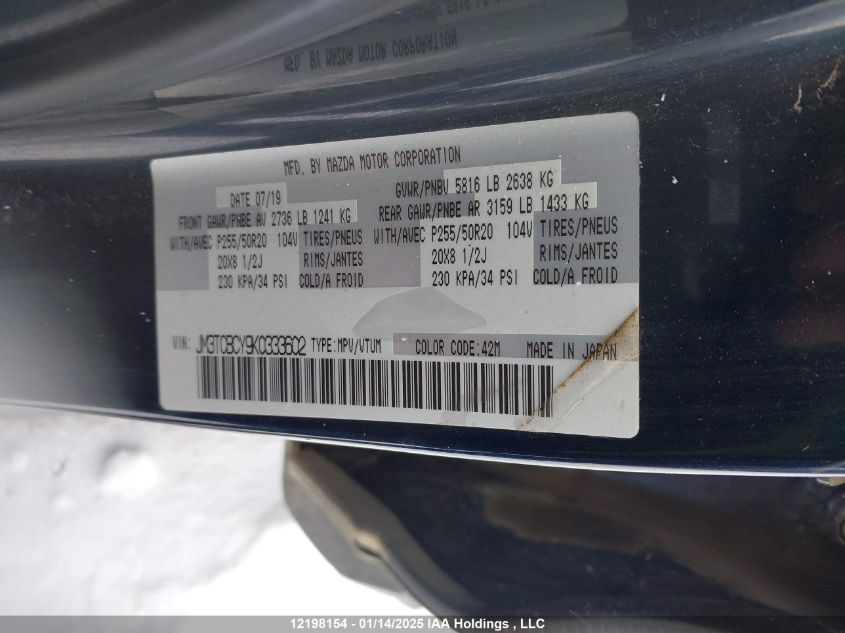 MFD. BY MAZDA MOTOR CORPORATION
DATE 07/19 GVWR/PNBV 5816 LB 2638 KG
FRONT GAWR/PNBE AV 2736 LB 1241 KG REAR GAWR/PNBE AR 3159 LB 1433 KG
WITH/AVEC P255/50R20 104V TIRES/PNEUS WITH/AVEC P255/50R20 104V TIRES/PNEUS
20X8 1/2J RIMS/JANTES 20X8 1/2J RIMS/JANTES
230 KPA/34 PSI COLD/A FROID 230 KPA/34 PSI COLD/A FROID
VIN: JM3TCBCY9K0333602 TYPE:MPV/VTUM COLOR CODE:42M MADE IN JAPAN
12198154 - 01/14/2025 IAA Holdings , LLC